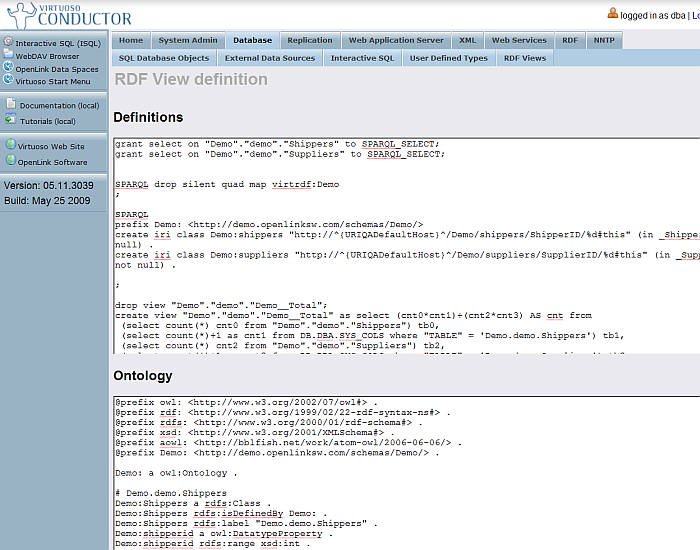 VIRTUOSO
CONDUCTOR
logged in as dba |
Interactive SQL (ISQL)
WebDAV Browser
OpenLink Data Spaces
Virtuoso Start Menu
Documentation (local)
Tutorials (local)
Virtuoso Web Site
OpenLink Software
Version: 05.11.3039
Build: May 25 2009
Home System Admin Database Replication Web Application Server XML Web Services RDF NNTP
SQL Database Objects External Data Sources Interactive SQL User Defined Types RDF Views
RDF View definition
Definitions
grant select on "Demo"."demo"."Shippers" to SPARQL_SELECT;
grant select on "Demo"."demo"."Suppliers" to SPARQL_SELECT;
SPARQL drop silent quad map virtrdf:Demo
;
SPARQL
prefix Demo: <http://demo.openlinksw.com/schemas/Demo/>
create iri class Demo:shippers "http://^{URIQADefaultHost}^/Demo/shippers/ShipperID/%d#this" (in _Shippe
null) .
create iri class Demo:suppliers "http://^{URIQADefaultHost}^/Demo/suppliers/SupplierID/%d#this" (in _Sup
not null) .
;
drop view "Demo"."demo"."Demo__Total";
create view "Demo"."demo"."Demo__Total" as select (cnt0*cnt1)+(cnt2*cnt3) AS cnt from
(select count(*) cnt0 from "Demo"."demo"."Shippers") tb0,
(select count(*)+1 as cnt1 from DB.DBA.SYS_COLS where "TABLE" = 'Demo.demo.Shippers') tb1,
(select count(*) cnt2 from "Demo"."demo"."Suppliers") tb2,
Ontology
@prefix owl: <http://www.w3.org/2002/07/owl#> .
@prefix rdf: <http://www.w3.org/1999/02/22-rdf-syntax-ns#> .
@prefix rdfs: <http://www.w3.org/2000/01/rdf-schema#> .
@prefix xsd: <http://www.w3.org/2001/XMLSchema#> .
@prefix aowl: <http://bblfish.net/work/atom-owl/2006-06-06/> .
@prefix Demo: <http://demo.openlinksw.com/schemas/Demo/> .
Demo: a owl:Ontology .
# Demo.demo.Shippers
Demo:Shippers a rdfs:Class .
Demo:Shippers rdfs:isDefinedBy Demo: .
Demo:Shippers rdfs:label "Demo.demo.Shippers" .
Demo:shipperid a owl:DatatypeProperty .
Demo:shipperid rdfs:range xsd:int .